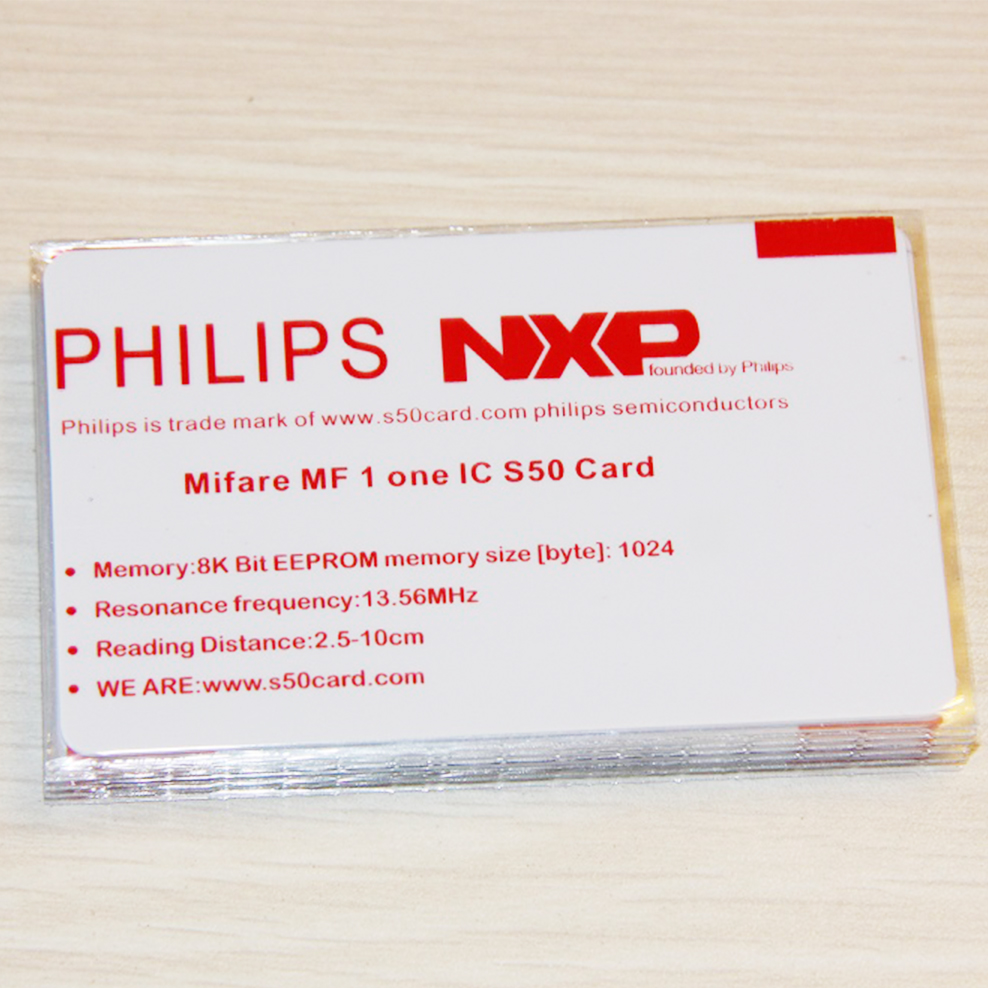 PHILIPS NXP
founded by Philips
Philips is trade mark of www.s50card.com philips semiconductors
Mifare MF 1 one IC S50 Card
• Memory:8K Bit EEPROM memory size [byte]: 1024
• Resonance frequency:13.56MHz
• Reading Distance:2.5-10cm
• WE ARE:www.s50card.com